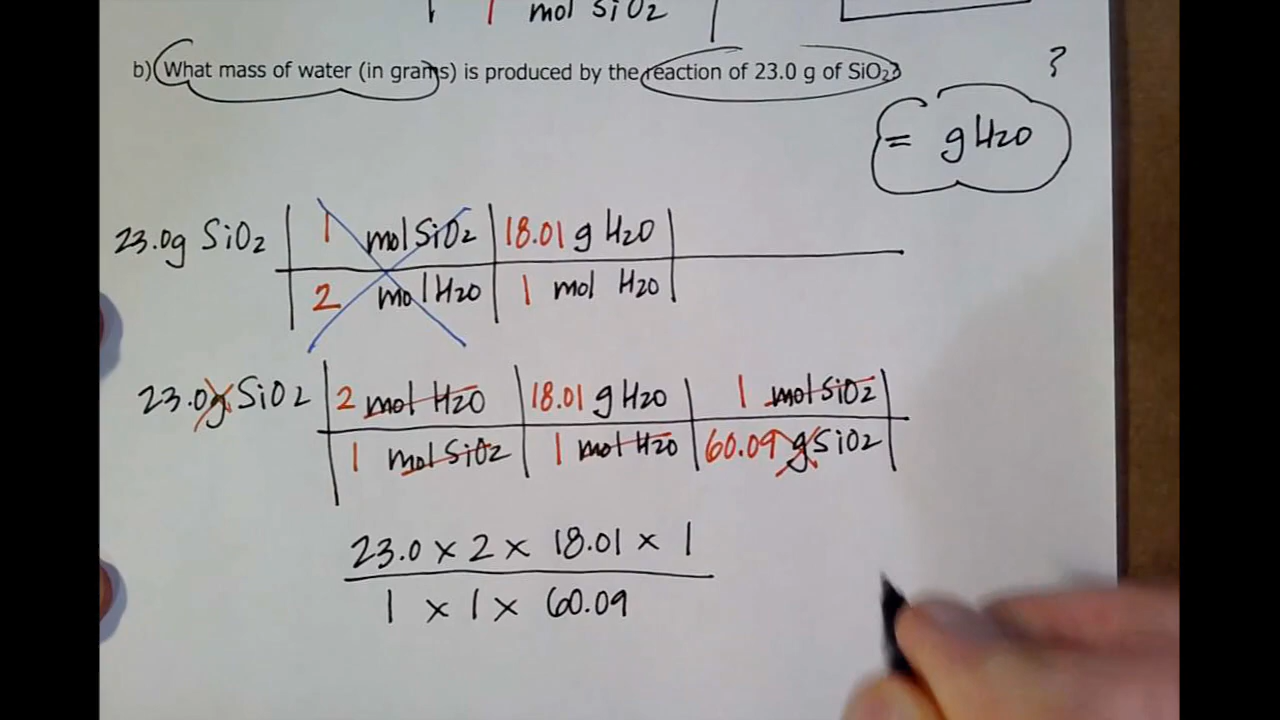 1 mol SiO2
b) What mass of water (in grams) is produced by the reaction of 23.0 g of SiO2?
?
= g H2O
23.0g SiO2 1 mol SiO2 18.01 g H2O
2 mol H2O 1 mol H2O
23.0g SiO2 2 mol H2O 18.01 g H2O 1 mol SiO2
1 mol SiO2 1 mol H2O 60.09 g SiO2
23.0 x 2 x 18.01 x 1
1 x 1 x 60.09